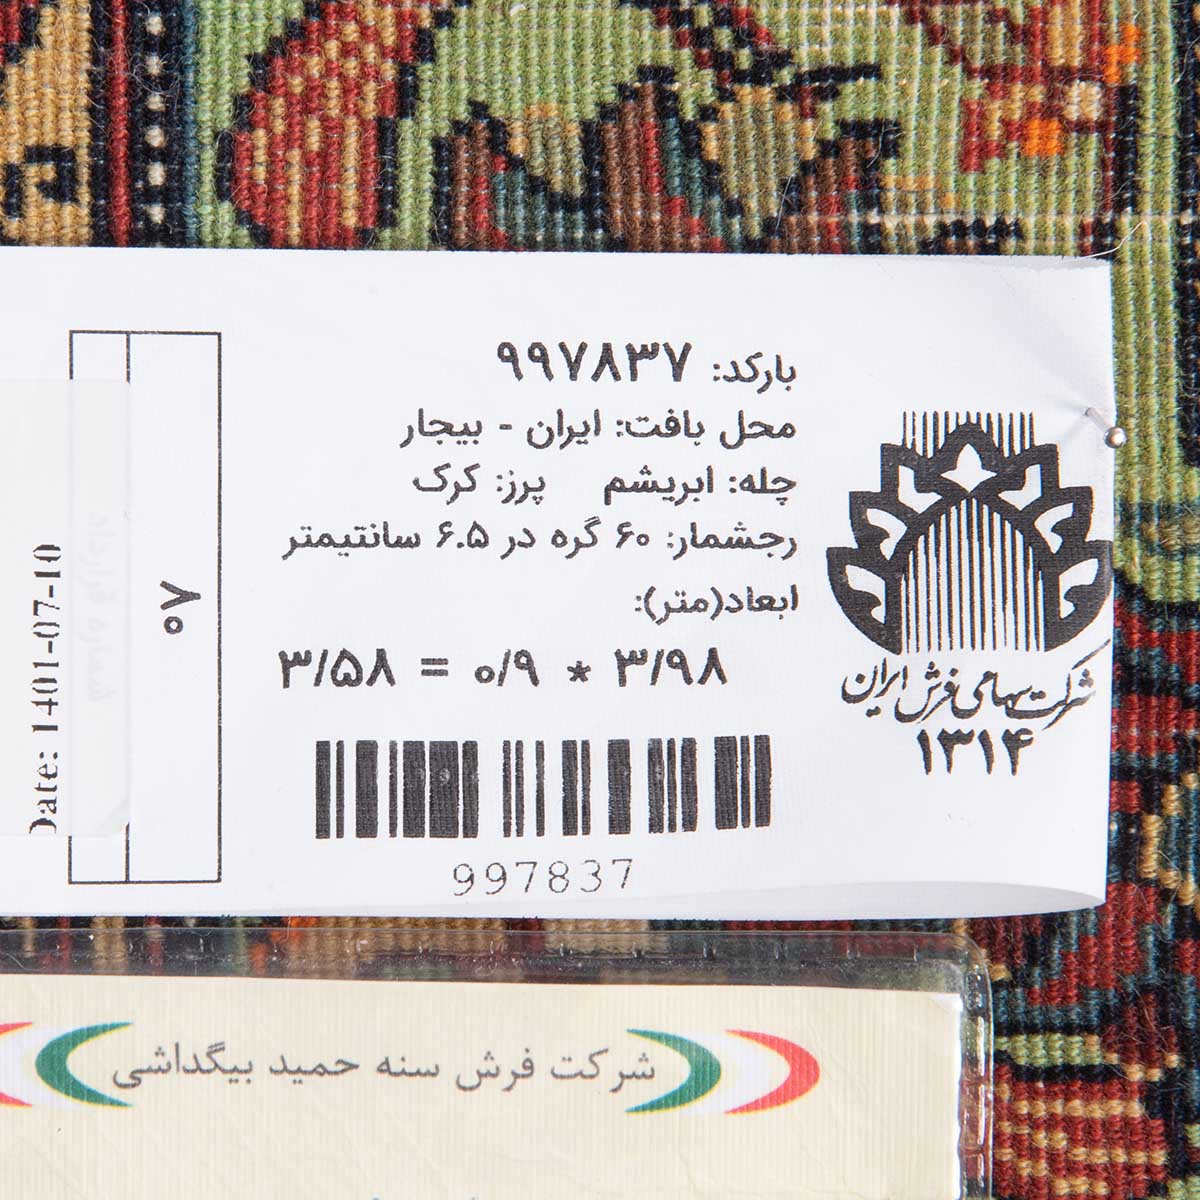 بارکد: ۹۹۷۸۳۷
محل بافت: ایران - بیجار
چله: ابریشم پرز: کرک
رجشمار: ۶۰ گره در ۶.۵ سانتیمتر
ابعاد(متر):
۳/۹۸ * ۰/۹ = ۳/۵۸
997837
شرکت سهامی فرش ایران
۱۳۱۴
۰۷
Date: 1401-07-10
شرکت فرش سنه حمید بیگداشی